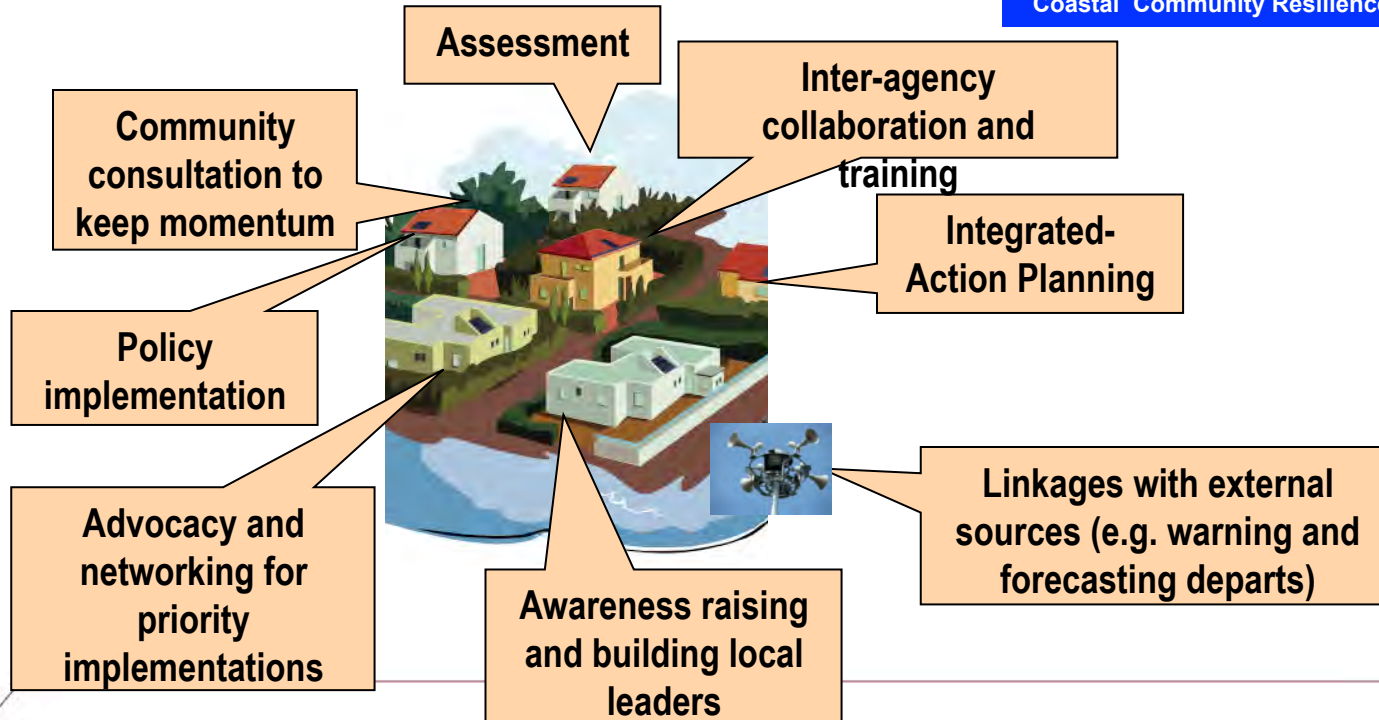 Coastal Community Resilience
Assessment
Inter-agency
collaboration and
training
Community
consultation to
keep momentum
Integrated-
Action Planning
Policy
implementation
Linkages with external
sources (e.g. warning and
forecasting departs)
Advocacy and
networking for
priority
implementations
Awareness raising
and building local
leaders